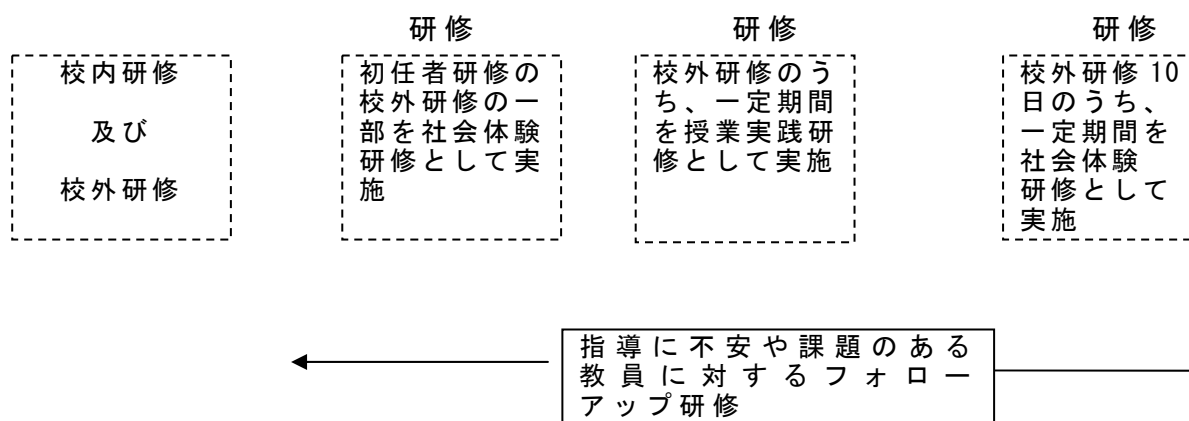 研修
研修
研修
校内研修
及び
校外研修
初任者研修の
校外研修の一
部を社会体験
研修として実
施
校外研修のう
ち、一定期間
を授業実践研
修として実施
校外研修10
日のうち、
一定期間を
社会体験
研修として
実施
指導に不安や課題のある
教員に対するフォロー
アップ研修